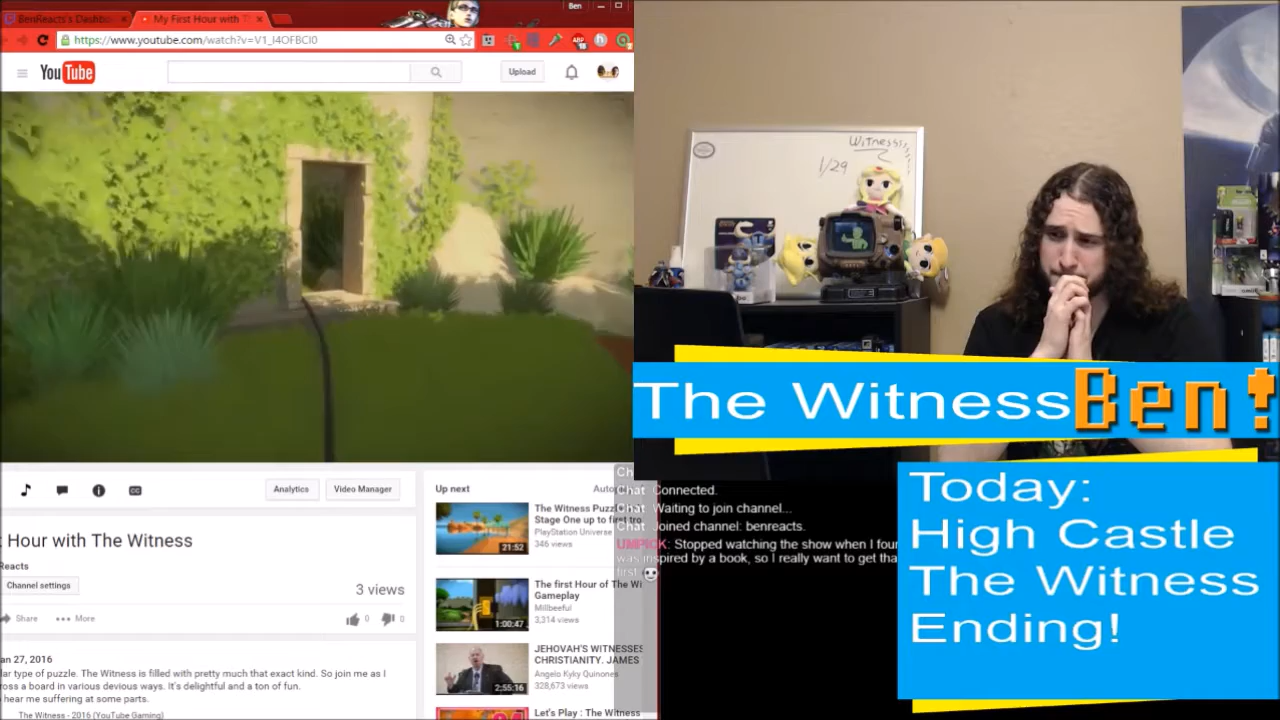 BenReacts's Dashbo
My First Hour with T
Ben
https://www.youtube.com/watch?v=V1_I4OFBCI0
YouTube
Upload
Witnesssss
1/29
The Witness Ben!
Analytics
Video Manager
Up next
The Witness Puzz
Stage One up to first tro
PlayStation Universe
346 views
21:52
Hour with The Witness
Reacts
Channel settings
3 views
Share
More
0
0
The first Hour of The Wi
Gameplay
Millbeeful
3,314 views
1:00:47
an 27, 2016
lar type of puzzle. The Witness is filled with pretty much that exact kind. So join me as I
ross a board in various devious ways. It's delightful and a ton of fun.
hear me suffering at some parts.
The Witness - 2016 (YouTube Gaming)
JEHOVAH'S WITNESSES
CHRISTIANITY. JAMES
Angelo Kyky Quinones
328,673 views
2:55:16
Let's Play : The Witness
Chat Connected.
Chat Waiting to join channel...
Chat Joined channel: benreacts.
UMPICK: Stopped watching the show when I four
was inspired by a book, so I really want to get tha
first
Today:
High Castle
The Witness
Ending!